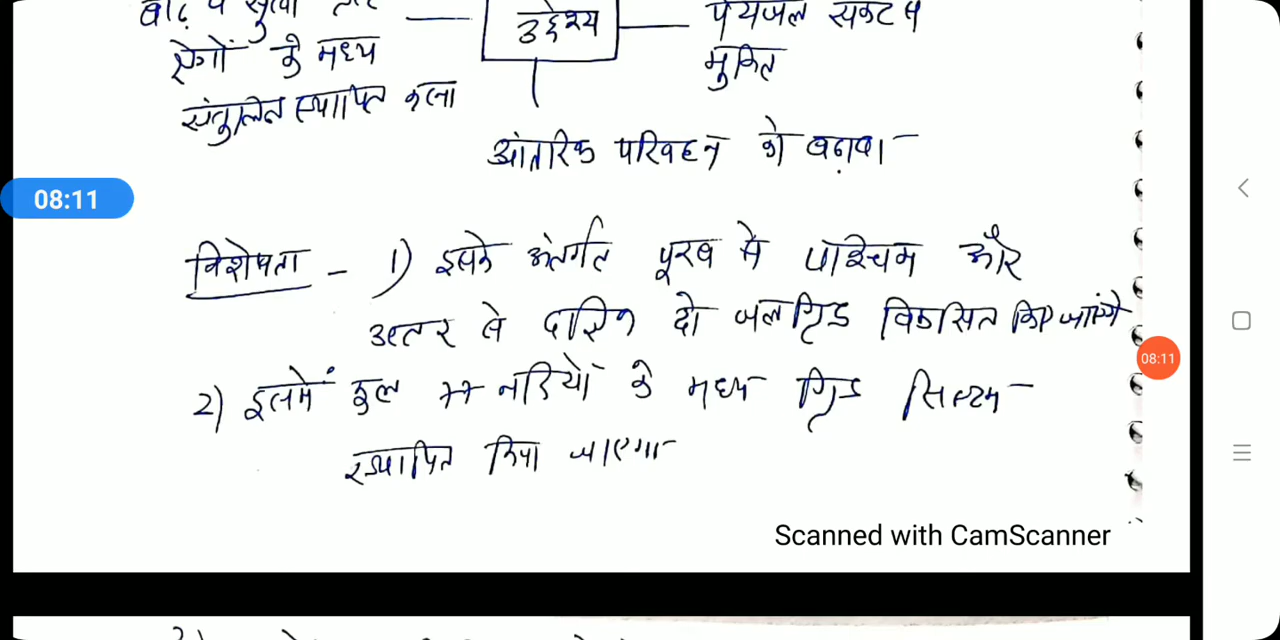 बाढ़ व सूखा
उद्देश्य
पेयजल संकट से
मुक्ति
क्षेत्रों के मध्य
संतुलन स्थापित करना
आंतरिक परिवहन को बढ़ावा
08:11
विशेषता - 1) इसके अंतर्गत पूरब से पश्चिम और
उत्तर से दक्षिण दो जलग्रिड विकसित किए जाएंगे
08:11
2) इसमें कुल नदियों के मध्य ग्रिड सिस्टम
स्थापित किया जाएगा
Scanned with CamScanner